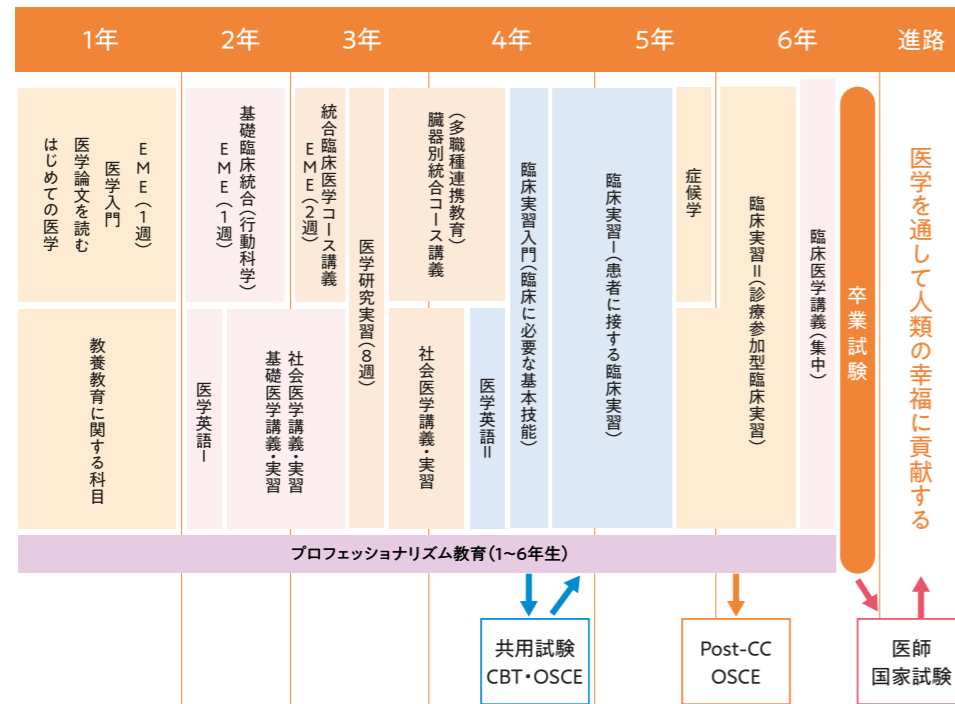 1年
2年
3年
4年
5年
6年
進路
EME(1週)
医学入門
医学論文を読む
はじめての医学
教養教育に関する科目
基礎臨床統合(行動科学)
EME(1週)
医学英語Ⅰ
統合臨床医学コース講義
EME(2週)
社会医学講義・実習
基礎医学講義・実習
医学研究実習(8週)
(多職種連携教育)
臓器別統合コース講義
社会医学講義・実習
医学英語Ⅱ
臨床実習入門(臨床に必要な基本技能)
臨床実習Ⅰ(患者に接する臨床実習)
症候学
臨床実習Ⅱ(診療参加型臨床実習)
臨床医学講義(集中)
卒業試験
医学を通して人類の幸福に貢献する
プロフェッショナリズム教育(1~6年生)
共用試験
CBT・OSCE
Post-CC
OSCE
医師
国家試験